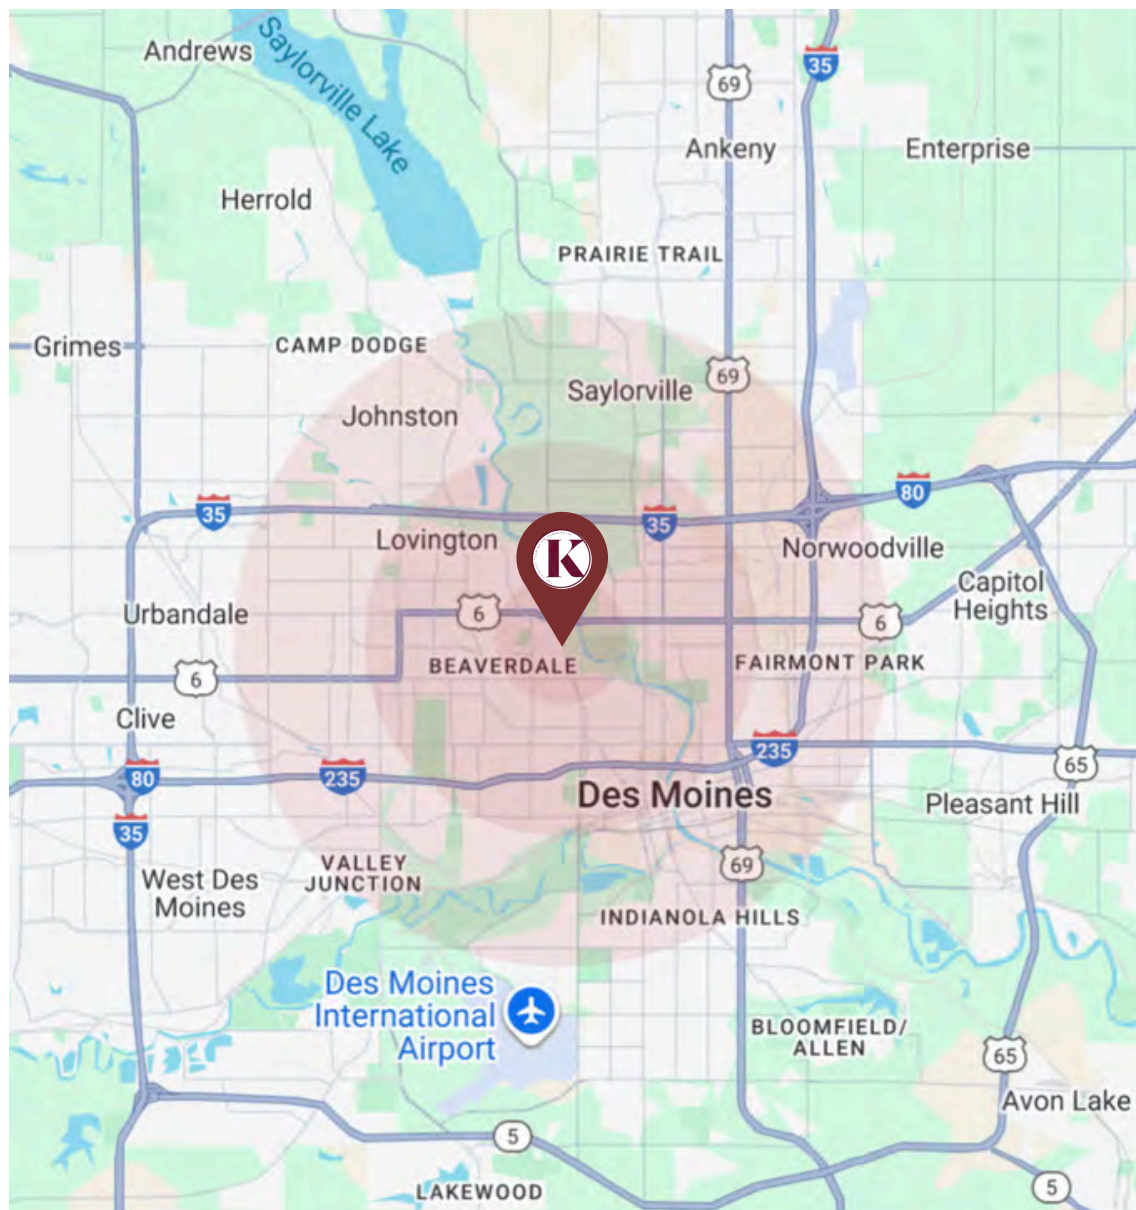 Andrews
Saylorville Lake
69
35
Ankeny
Enterprise
Herrold
PRAIRIE TRAIL
Grimes
CAMP DODGE
69
Saylorville
Johnston
80
35
35
Lovington
K
Norwoodville
Capitol
Heights
Urbandale
6
6
BEAVERDALE
FAIRMONT PARK
6
Clive
235
80
235
65
Des Moines
Pleasant Hill
35
VALLEY
JUNCTION
69
West Des
Moines
INDIANOLA HILLS
Des Moines
International
Airport
BLOOMFIELD/
ALLEN
65
Avon Lake
5
LAKEWOOD
5